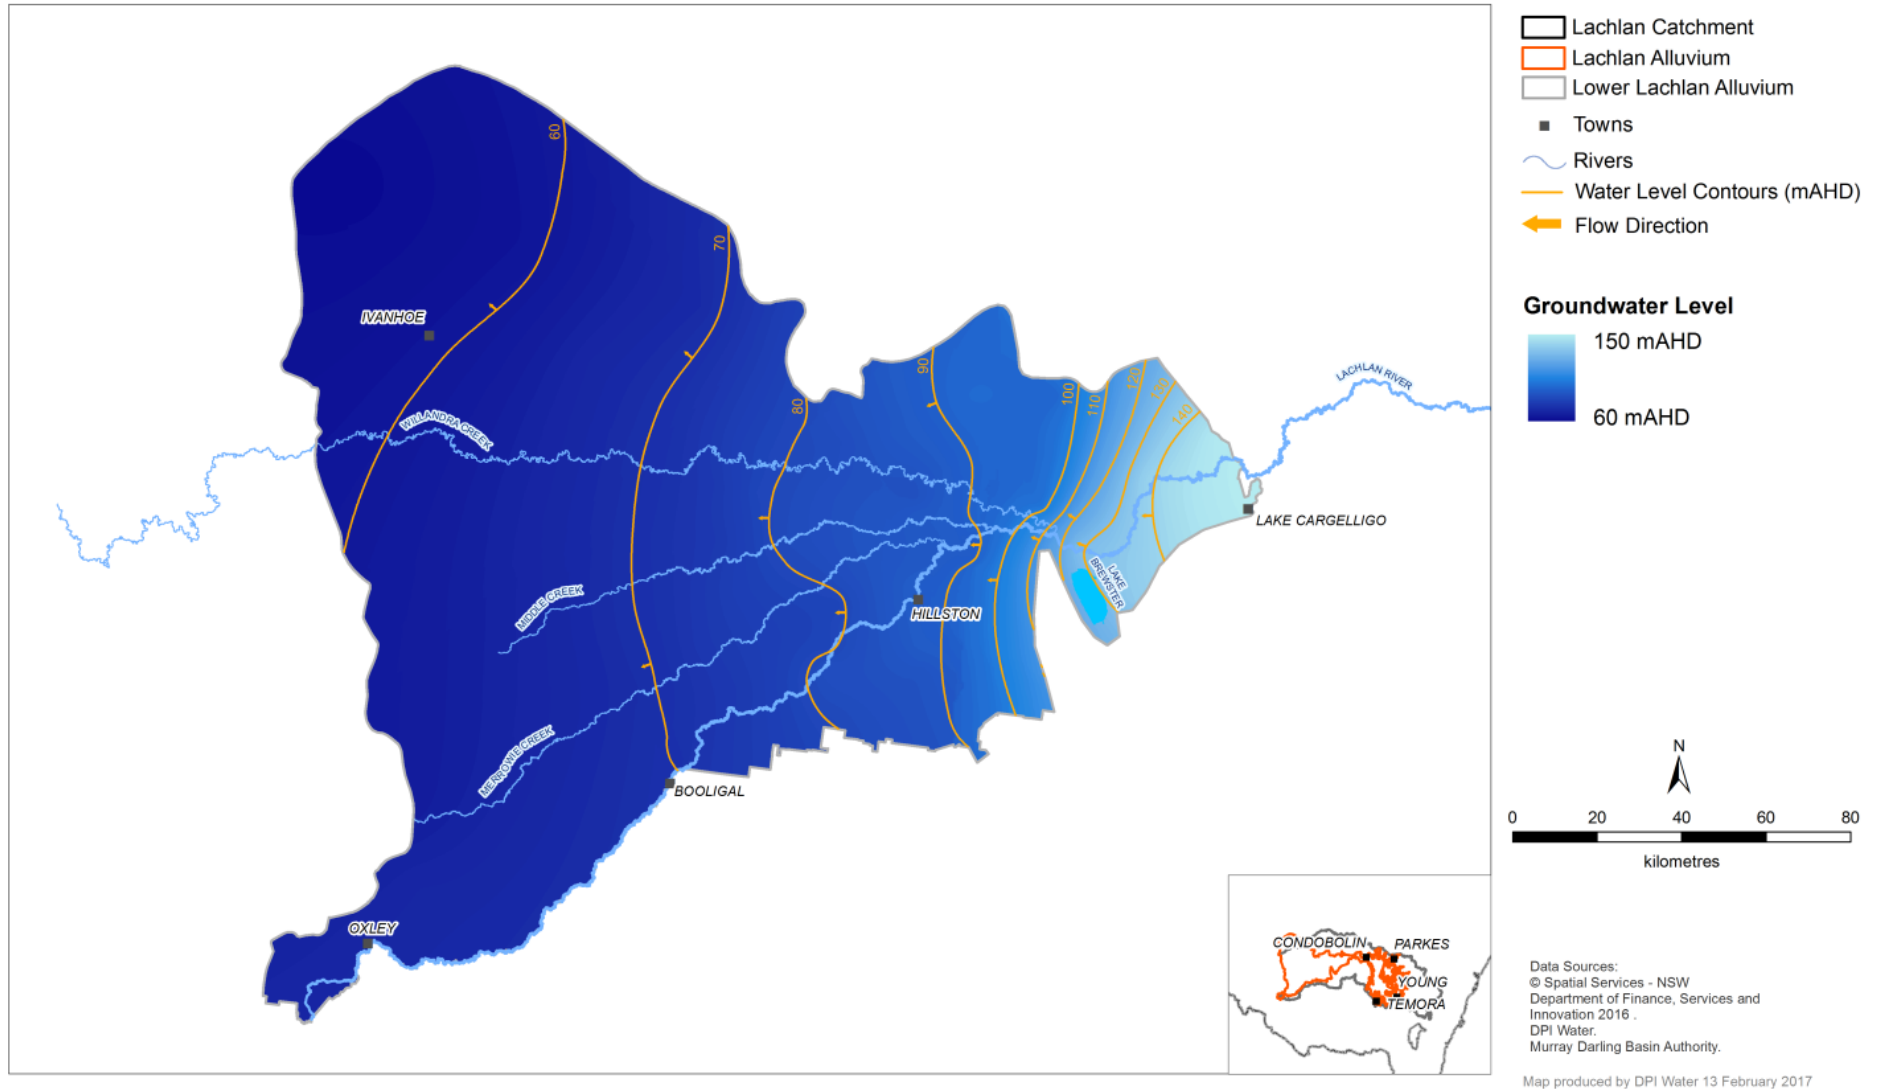 60
70
IVANHOE
80
90
100
110
120
130
140
LACHLAN RIVER
WILLANDRA CREEK
LAKE CARGELLIGO
LAKE
BREWSTER
MIDDLE CREEK
HILLSTON
MERROWIE CREEK
BOOLIGAL
OXLEY
CONDOBOLIN
PARKES
YOUNG
TEMORA
Lachlan Catchment
Lachlan Alluvium
Lower Lachlan Alluvium
Towns
Rivers
Water Level Contours (mAHD)
Flow Direction
Groundwater Level
150 mAHD
60 mAHD
N
0 20 40 60 80
kilometres
Data Sources:
© Spatial Services - NSW
Department of Finance, Services and
Innovation 2016 .
DPI Water.
Murray Darling Basin Authority.
Map produced by DPI Water 13 February 2017